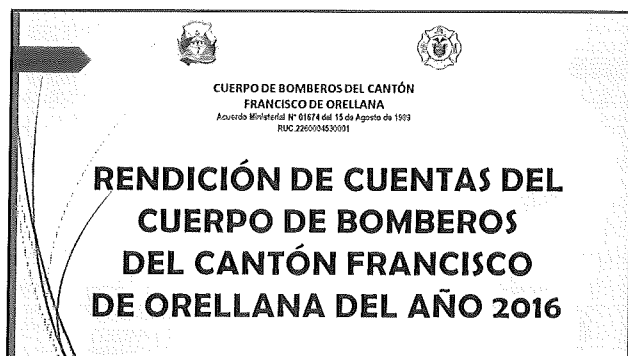 CUERPO DE BOMBEROS DEL CANTÓN
FRANCISCO DE ORELLANA
Acuerdo Ministerial N° 01674 del 15 de Agosto de 1989
RUC.2260004530001
RENDICIÓN DE CUENTAS DEL
CUERPO DE BOMBEROS
DEL CANTÓN FRANCISCO
DE ORELLANA DEL AÑO 2016